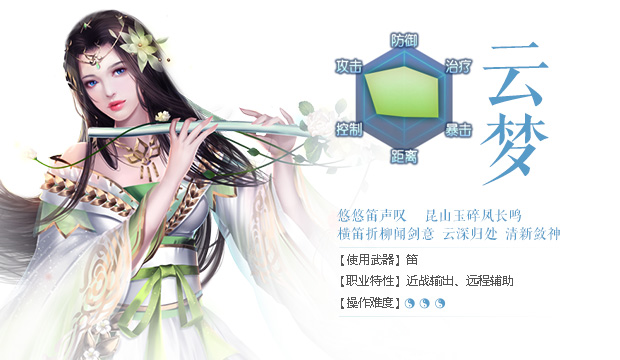 防御
攻击
治疗
控制
暴击
距离
云梦
悠悠笛声叹 昆山玉碎凤长鸣
横笛折柳闻剑意 云深归处 清新敛神
【使用武器】笛
【职业特性】近战输出、远程辅助
【操作难度】